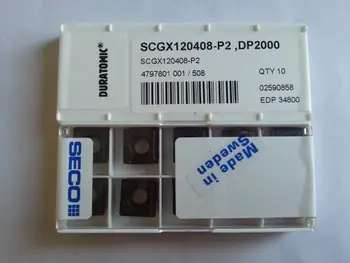 DURATOMIC®
SCGX120408-P2 ,DP2000
SCGX120408-P2
4797801 001 / 508
QTY 10
02590858
EDP 34800
SECO
Made in
Sweden